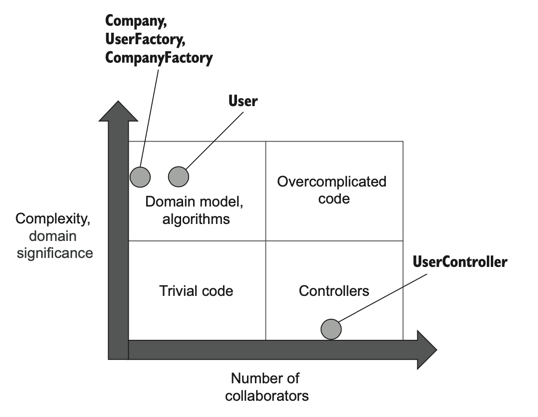 Company,
UserFactory,
CompanyFactory
User
Overcomplicated
code
Domain model,
algorithms
Complexity,
domain
significance
UserController
Trivial code
Controllers
Number of
collaborators